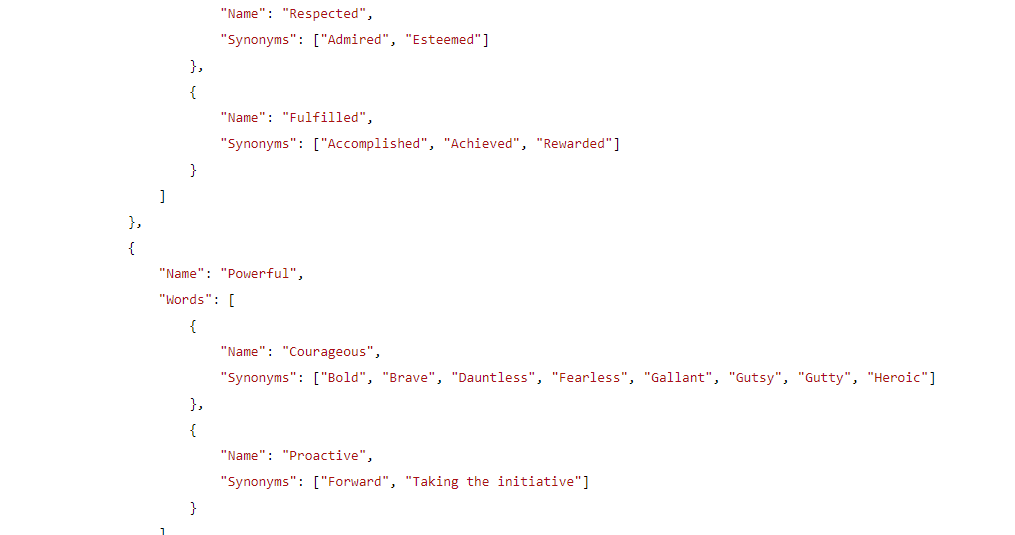 "Name": "Respected",
"Synonyms": ["Admired", "Esteemed"]
},
{
"Name": "Fulfilled",
"Synonyms": ["Accomplished", "Achieved", "Rewarded"]
}
]
},
{
"Name": "Powerful",
"Words": [
{
"Name": "Courageous",
"Synonyms": ["Bold", "Brave", "Dauntless", "Fearless", "Gallant", "Gutsy", "Gutty", "Heroic"]
},
{
"Name": "Proactive",
"Synonyms": ["Forward", "Taking the initiative"]
}
]